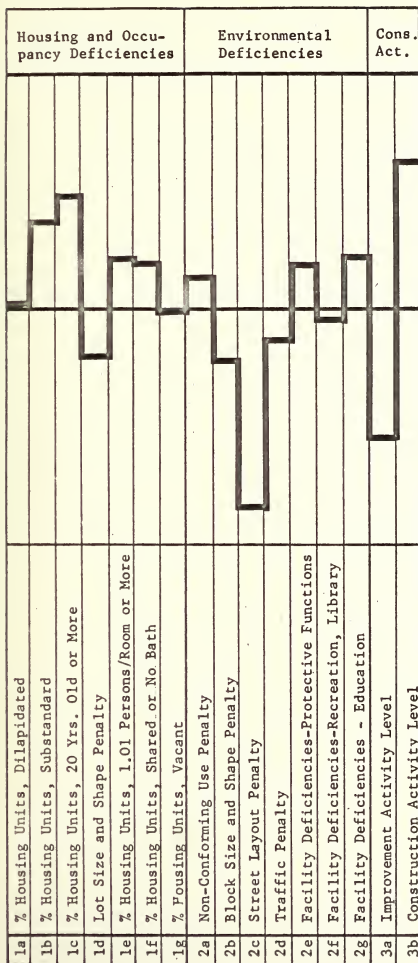 Housing and Occu-
pancy Deficiencies
Environmental
Deficiencies
Cons.
Act.
1a % Housing Units, Dilapidated
1b % Housing Units, Substandard
1c % Housing Units, 20 Yrs. Old or More
1d Lot Size and Shape Penalty
1e % Housing Units, 1.01 Persons/Room or More
1f % Housing Units, Shared or No Bath
1g % Housing Units, Vacant
2a Non-Conforming Use Penalty
2b Block Size and Shape Penalty
2c Street Layout Penalty
2d Traffic Penalty
2e Facility Deficiencies-Protective Functions
2f Facility Deficiencies-Recreation, Library
2g Facility Deficiencies - Education
3a Improvement Activity Level
3b Construction Activity Level